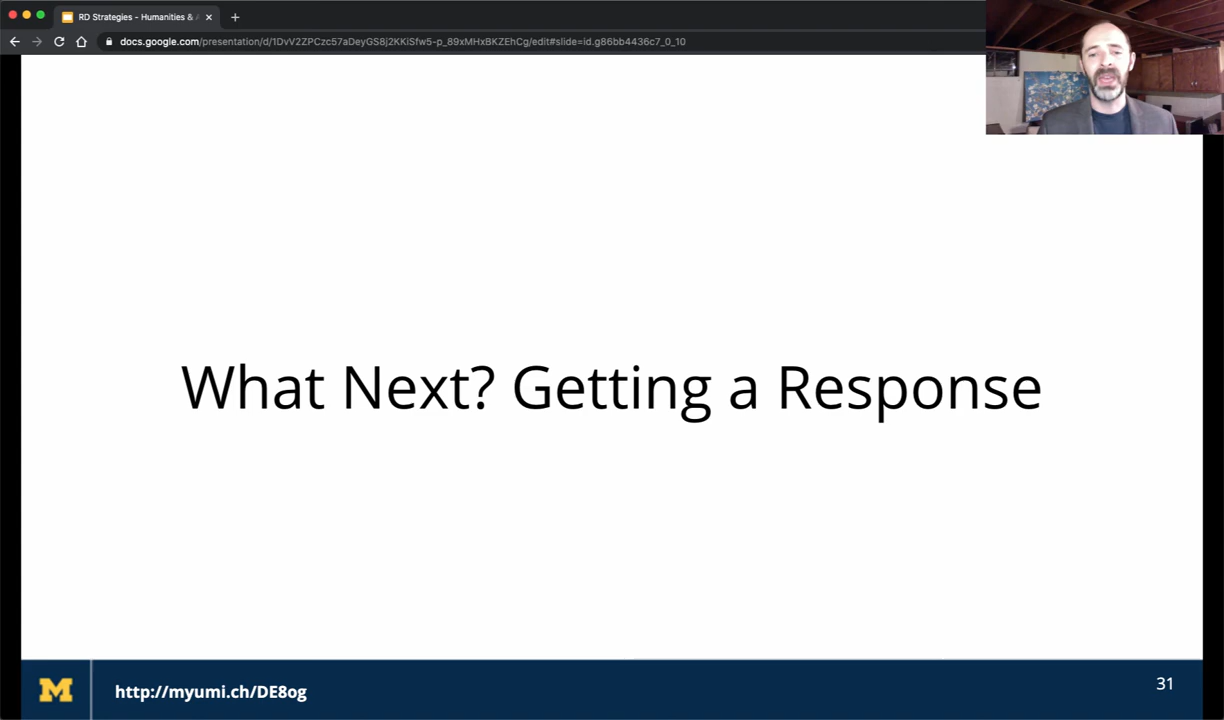 RD Strategies - Humanities & A
docs.google.com/presentation/d/1DvV2ZPCzc57aDeyGS8j2KKiSfw5-p_89xMHxBKZEhCg/edit#slide=id.g86bb4436c7_0_10
What Next? Getting a Response
M
http://myumi.ch/DE8og
31